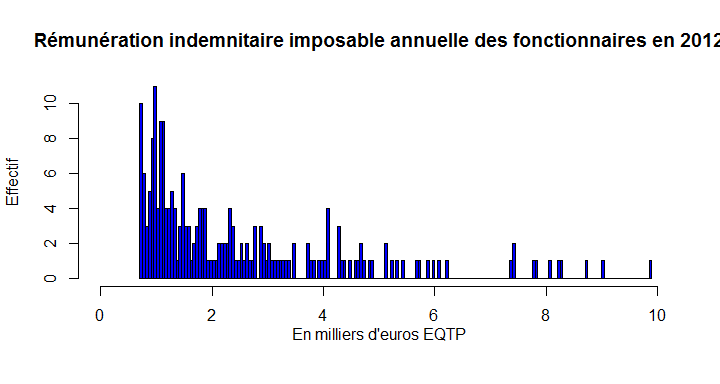 Rémunération indemnitaire imposable annuelle des fonctionnaires en 2012
Effectif
10
8
6
4
2
0
0 2 4 6 8 10
En milliers d'euros EQTP